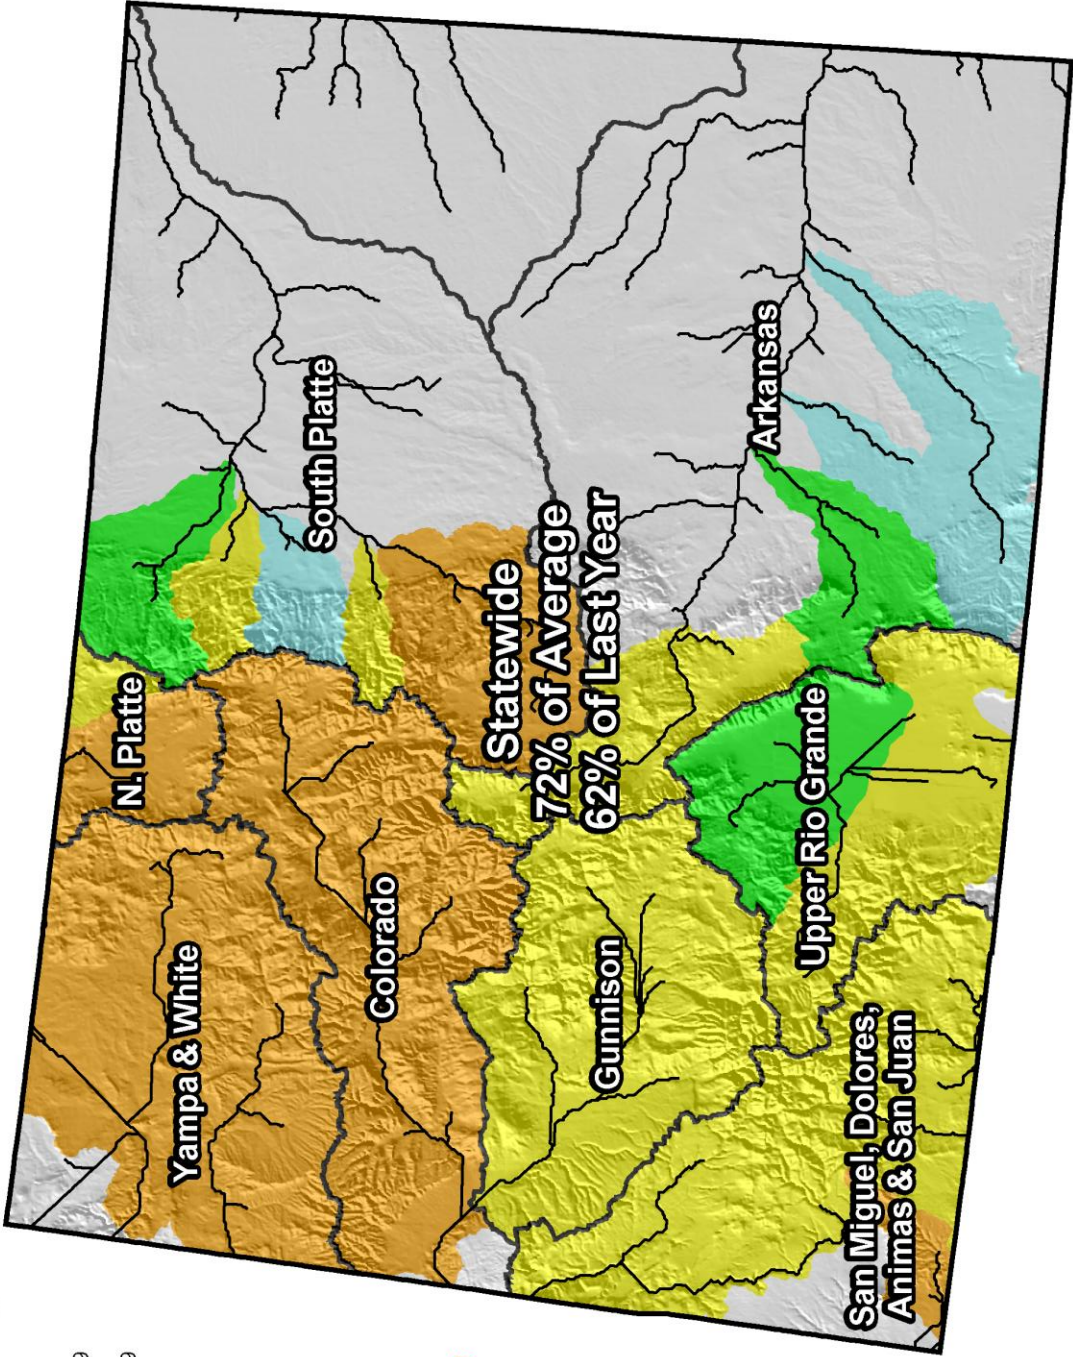 N. Platte
Yampa & White
South Platte
Colorado
Statewide
72% of Average
62% of Last Year
Gunnison
Arkansas
Upper Rio Grande
San Miguel, Dolores,
Animas & San Juan